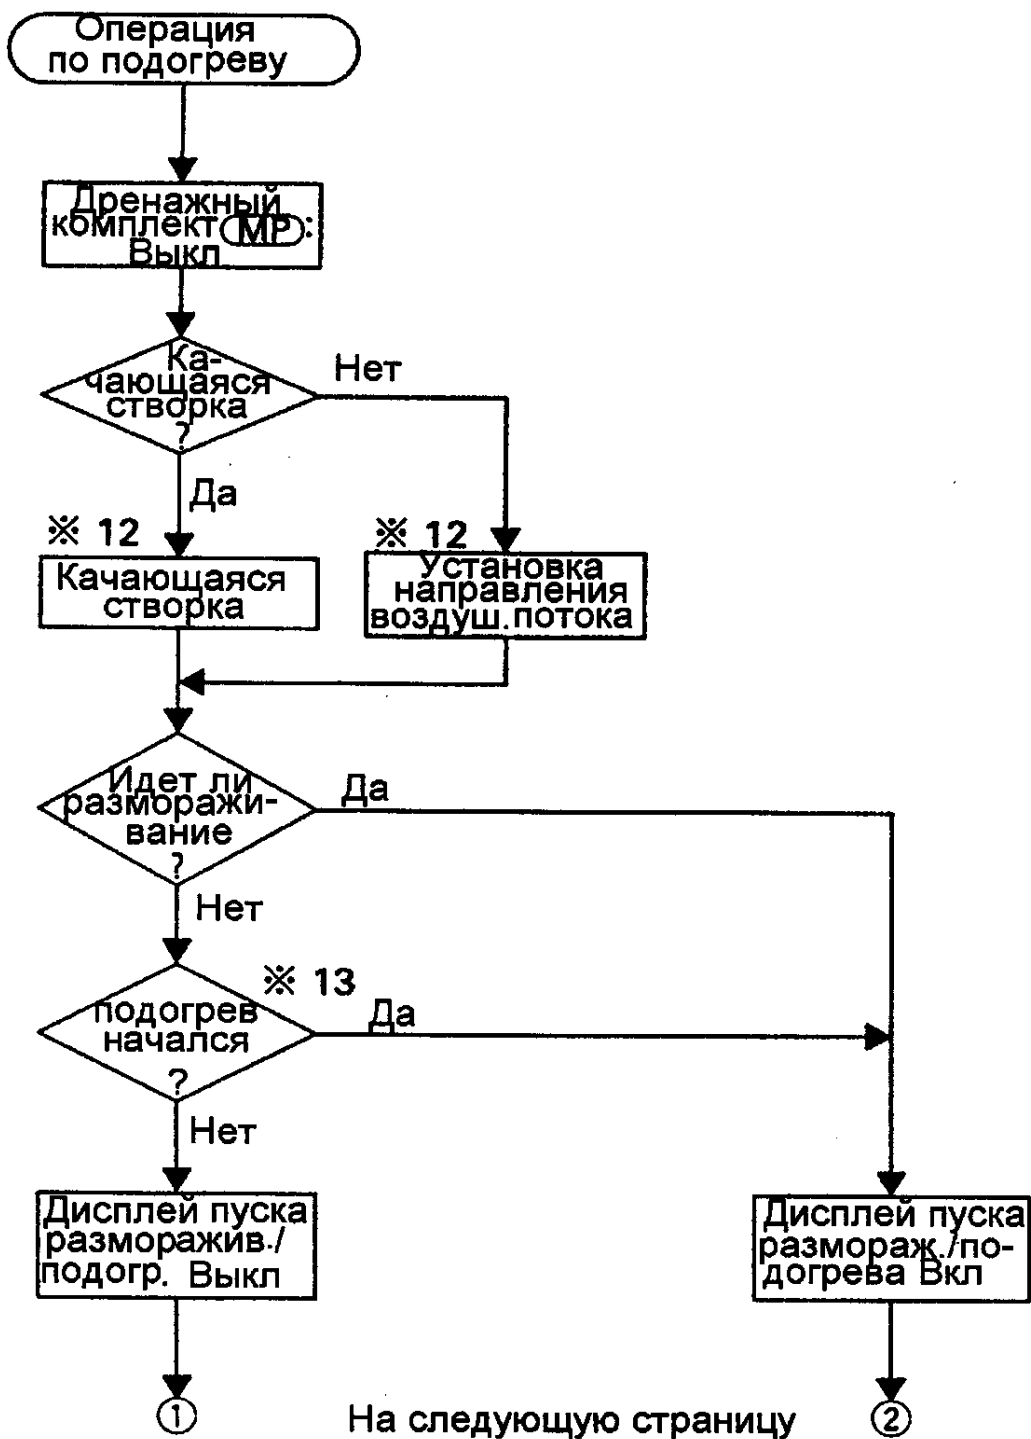 Операция
по подогреву
Дренажный
комплект (MP):
Выкл
Ка-
чающаяся
створка
?
Нет
Да
※ 12
Качающаяся
створка
※ 12
Установка
направления
воздуш.потока
Идет ли
разморажи-
вание
?
Да
Нет
※ 13
подогрев
начался
?
Да
Нет
Дисплей пуска
разморажив./
подогр. Выкл
Дисплей пуска
размораж./по-
догрева Вкл
①
На следующую страницу
②